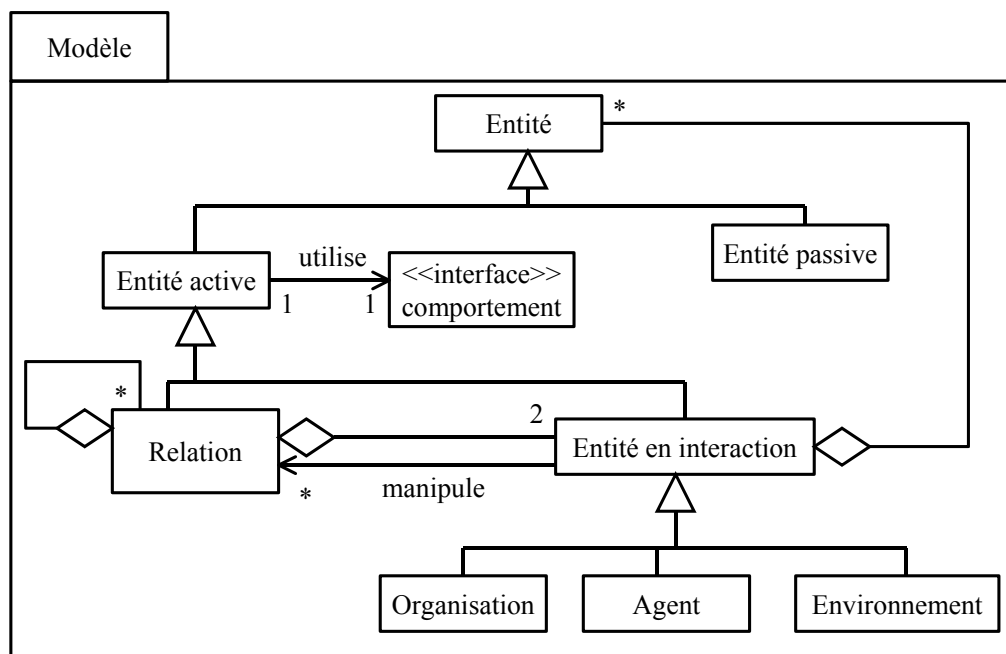 Modèle
Entité
*
Entité passive
Entité active
utilise
1
1
<<interface>>
comportement
*
Relation
2
Entité en interaction
*
manipule
Organisation
Agent
Environnement